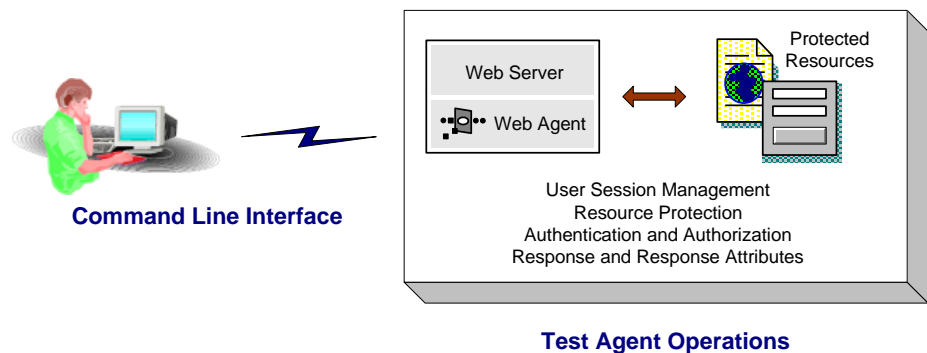 Web Server
Web Agent
Protected
Resources
Command Line Interface
User Session Management
Resource Protection
Authentication and Authorization
Response and Response Attributes
Test Agent Operations